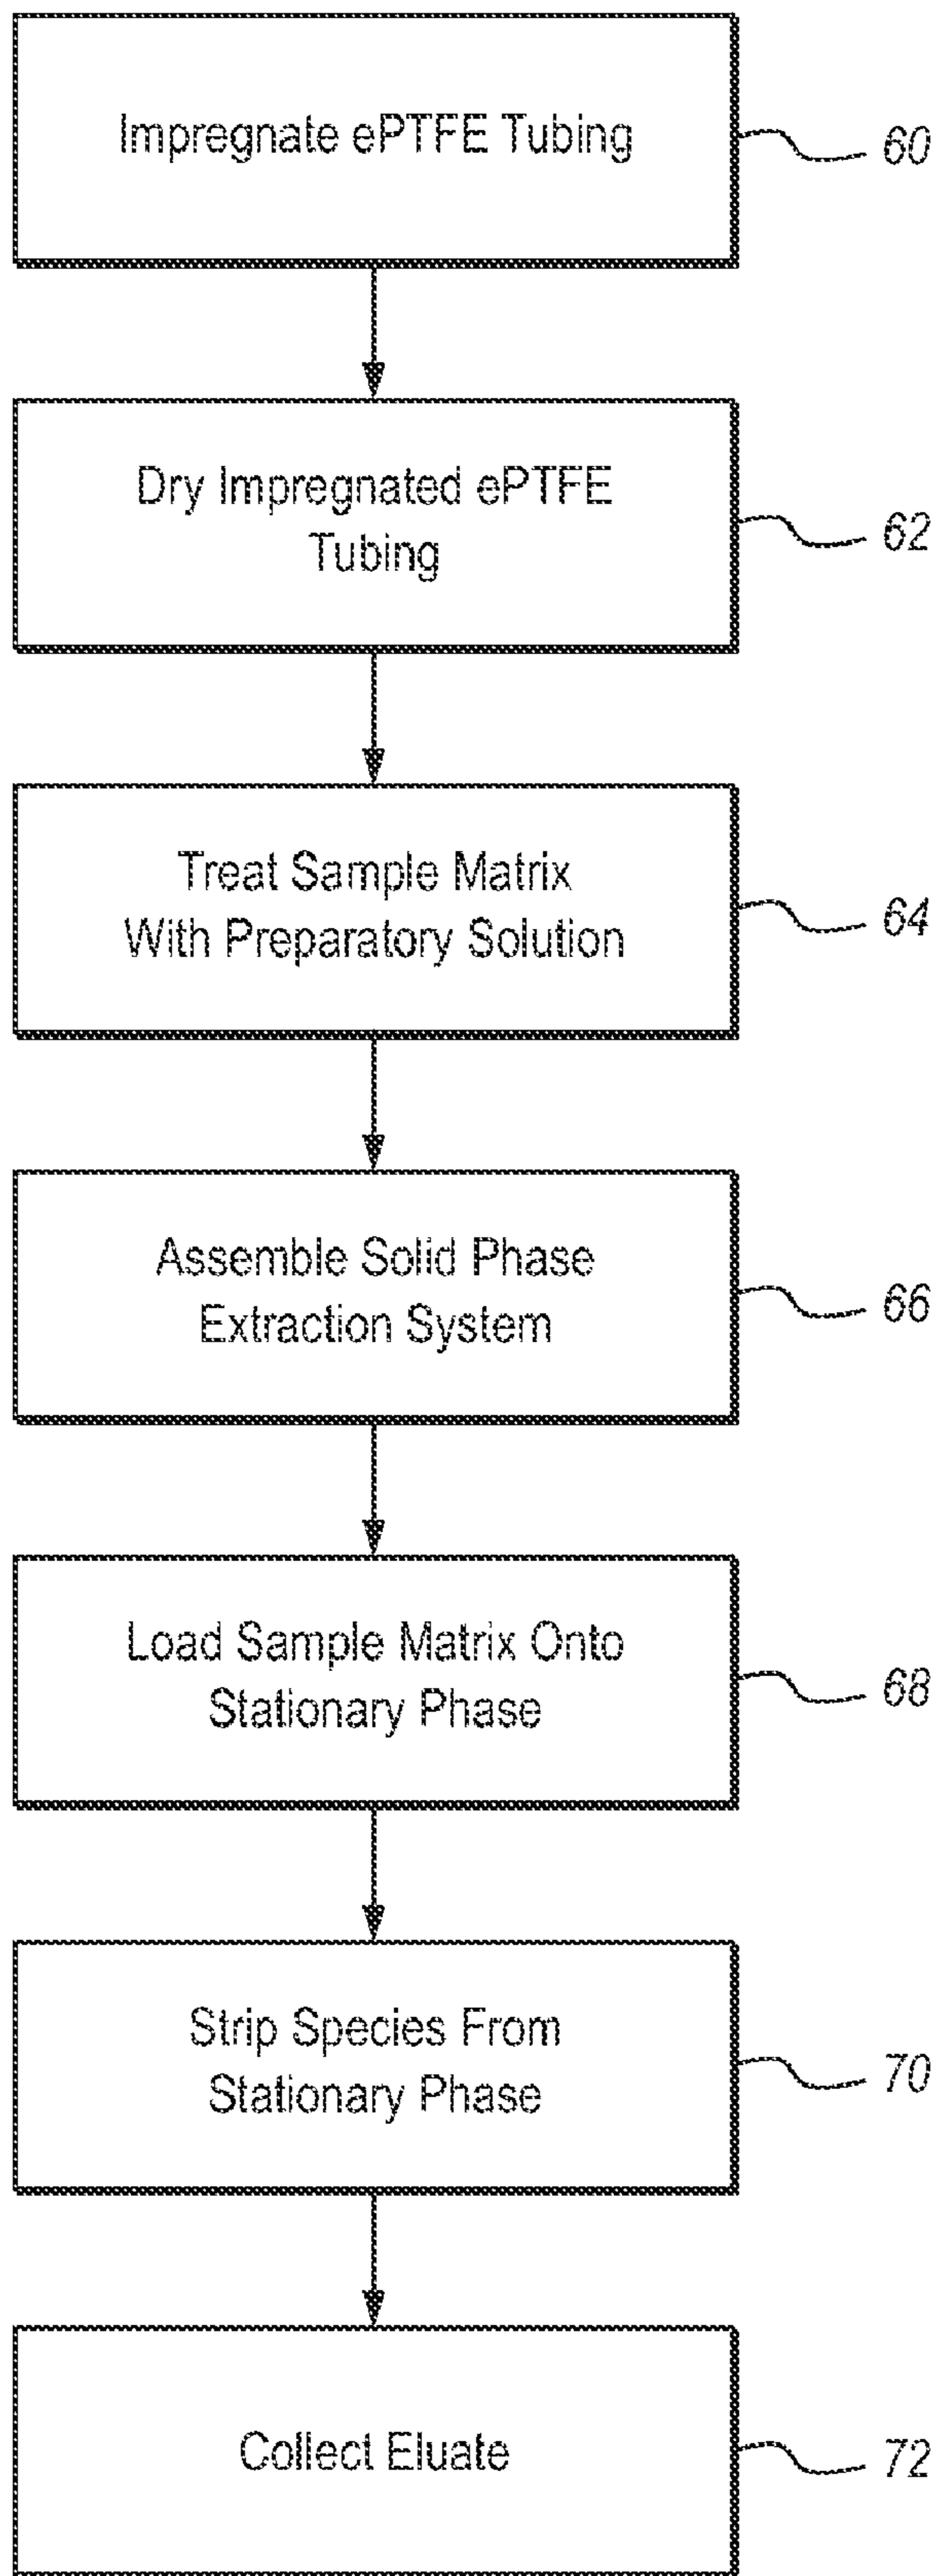 Impregnate ePTFE Tubing
60
Dry Impregnated ePTFE
Tubing
62
Treat Sample Matrix
With Preparatory Solution
64
Assemble Solid Phase
Extraction System
66
Load Sample Matrix Onto
Stationary Phase
68
Strip Species From
Stationary Phase
70
Collect Eluate
72